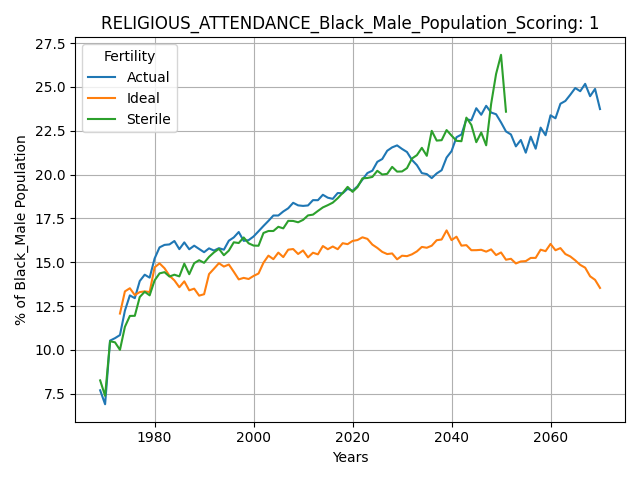 RELIGIOUS_ATTENDANCE_Black_Male_Population_Scoring: 1
27.5
25.0
22.5
20.0
17.5
15.0
12.5
10.0
7.5
% of Black_Male Population
Fertility
Actual
Ideal
Sterile
1980
2000
2020
2040
2060
Years